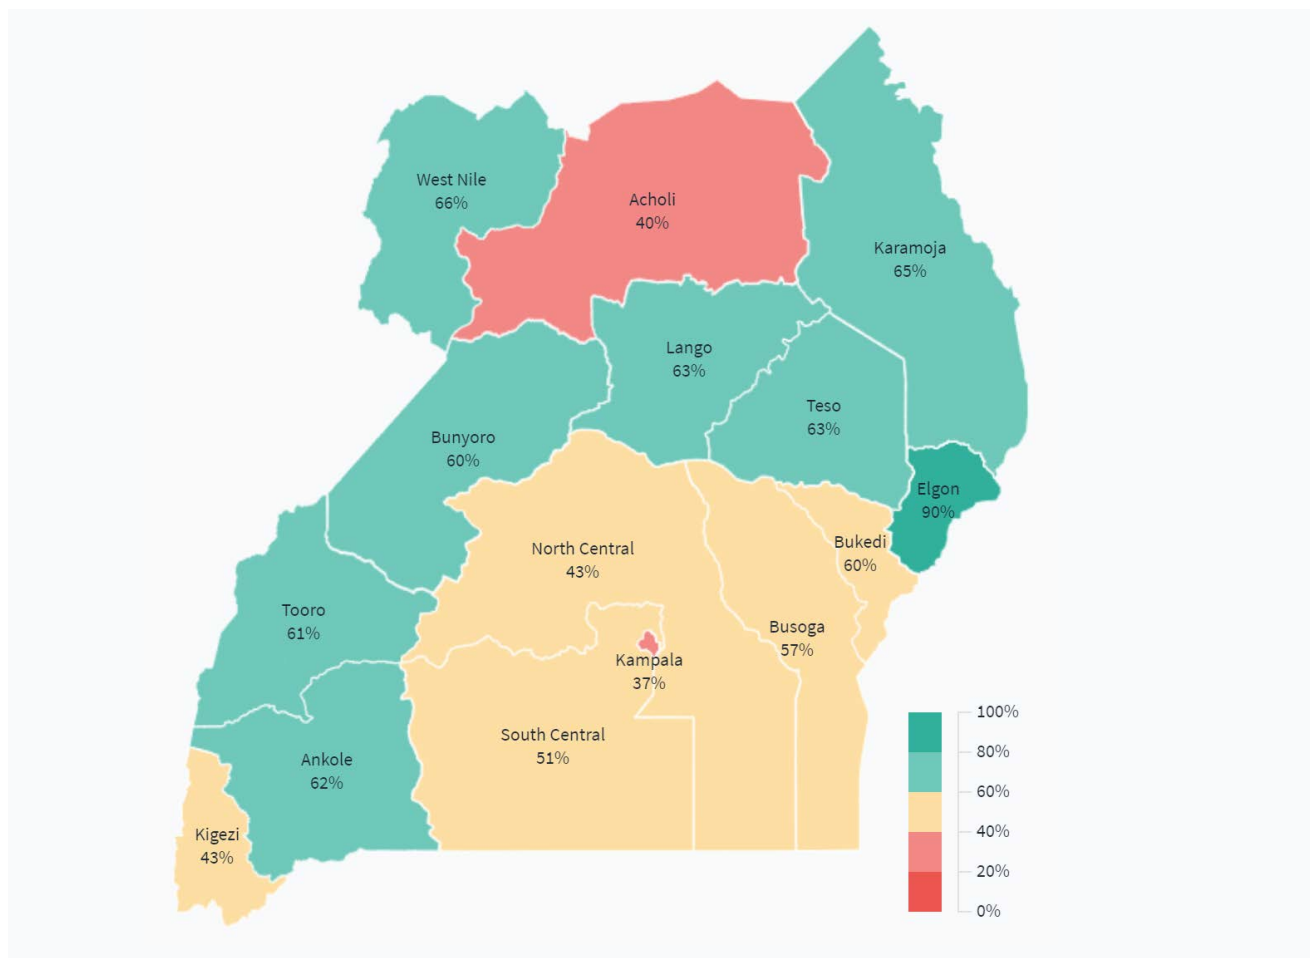 West Nile
66%
Acholi
40%
Karamoja
65%
Lango
63%
Teso
63%
Bunyoro
60%
Elgon
90%
North Central
43%
Bukedi
60%
Tooro
61%
Busoga
57%
Kampala
37%
South Central
51%
Ankole
62%
Kigezi
43%
100%
80%
60%
40%
20%
0%